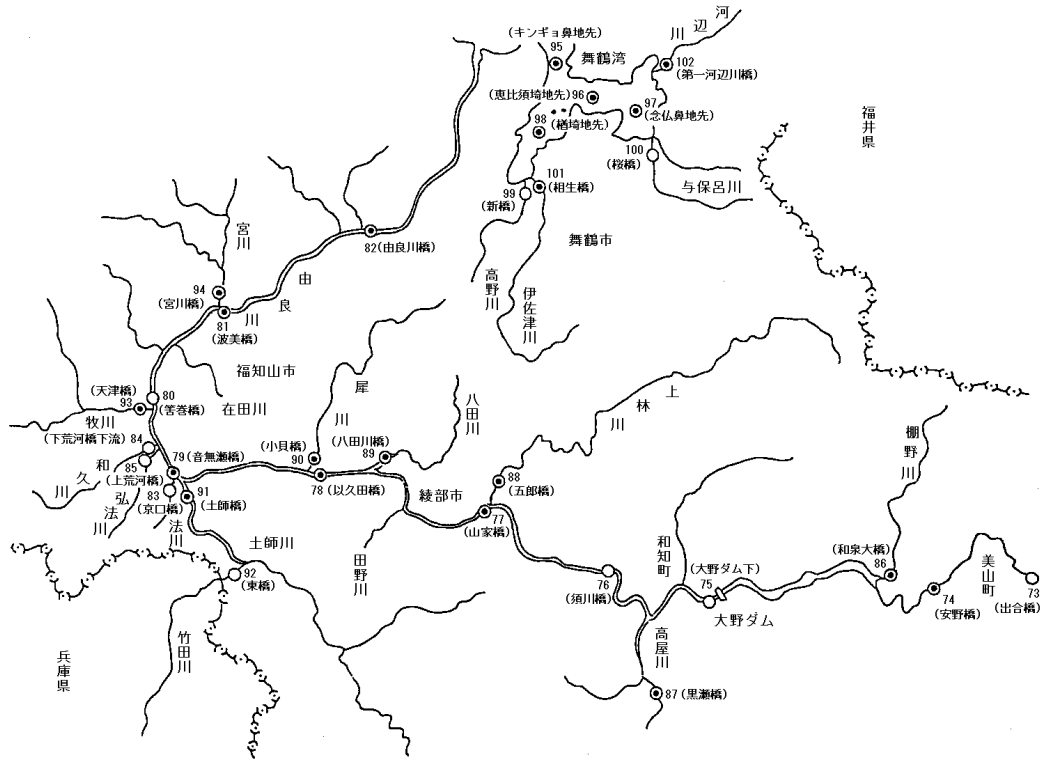 河
辺
川
(キンギョ鼻地先)
95
舞鶴湾
102
(第一河辺川橋)
(恵比須埼地先)
96
97
(念仏鼻地先)
98
(楢埼地先)
100
(桜橋)
与保呂川
福井県
101
(相生橋)
99
(新橋)
舞鶴市
高野川
伊佐津川
宮川
82(由良川橋)
94
(宮川橋)
81
(波美橋)
由
良
川
福知山市
在田川
(天津橋)
93
80
(筈巻橋)
牧川
(下荒河橋下流)
84
85
(上荒河橋)
和
久
川
弘法川
79(音無瀬橋)
83
(京口橋)
法川
91
(土師橋)
土師川
92
(東橋)
竹田川
兵庫県
犀
川
(小貝橋)
90
78(以久田橋)
八田川
(八田川橋)
89
綾部市
田野川
上
林
川
88
(五郎橋)
77
(山家橋)
76
(須川橋)
和知町
(大野ダム下)
75
大野ダム
高屋川
87(黒瀬橋)
棚野川
(和泉大橋)
86
74
(安野橋)
美山町
73
(出合橋)